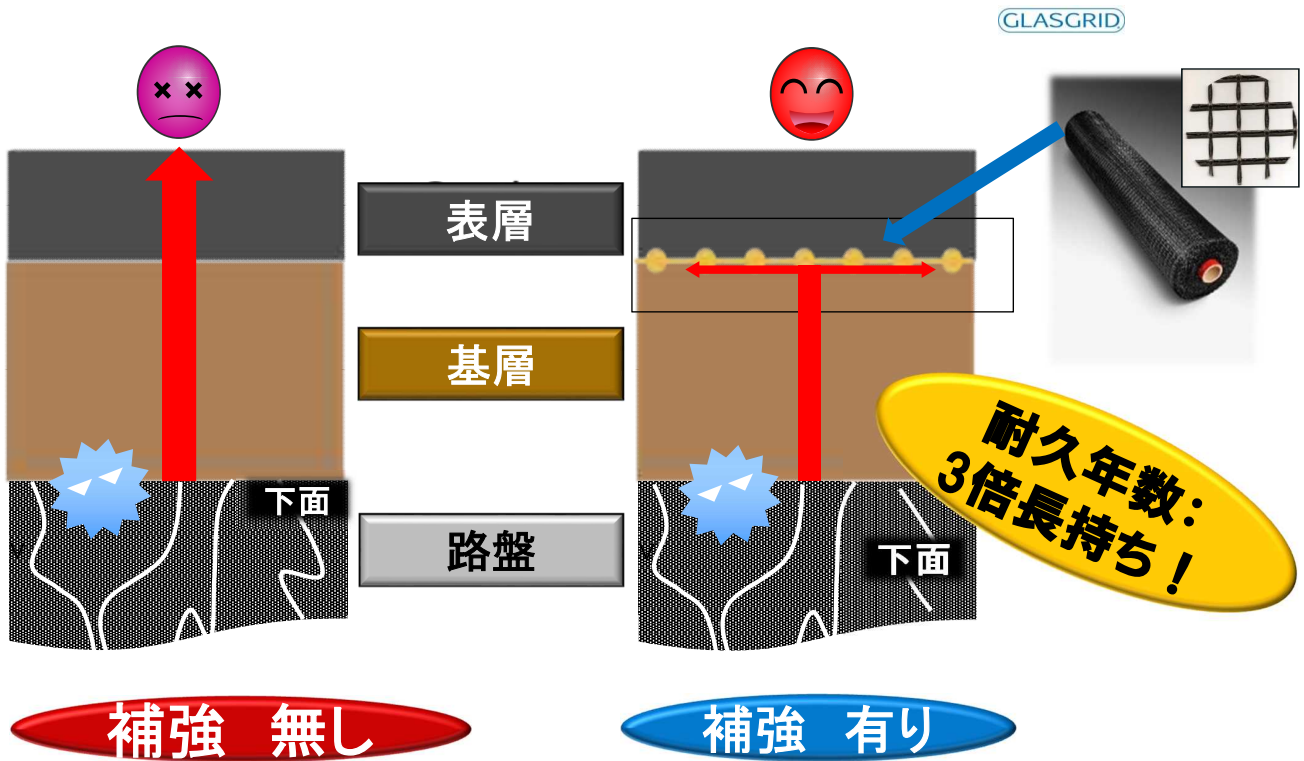 GLASGRID
表層
基層
路盤
下面
下面
耐久年数：
3倍長持ち！
補強　無し
補強　有り